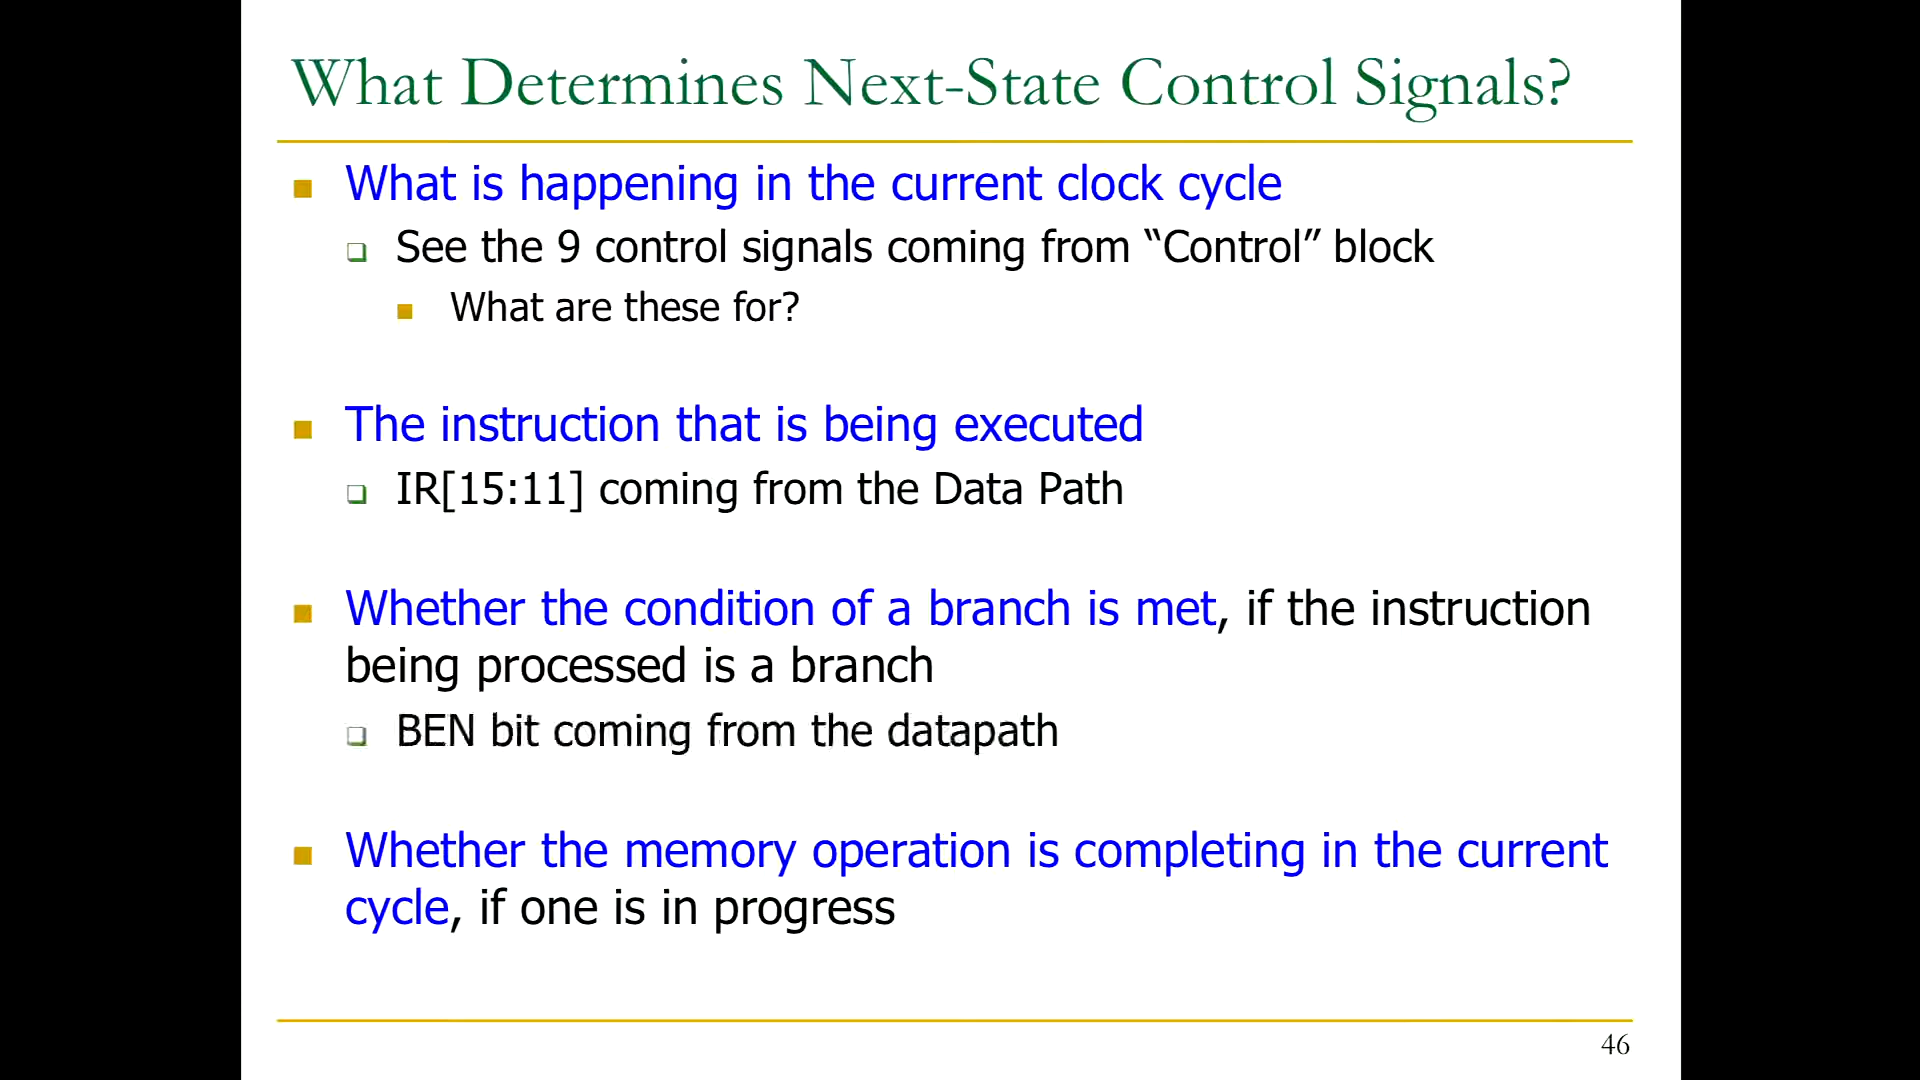 What Determines Next-State Control Signals?
What is happening in the current clock cycle
See the 9 control signals coming from “Control” block
What are these for?
The instruction that is being executed
IR[15:11] coming from the Data Path
Whether the condition of a branch is met, if the instruction
being processed is a branch
BEN bit coming from the datapath
Whether the memory operation is completing in the current
cycle, if one is in progress
46